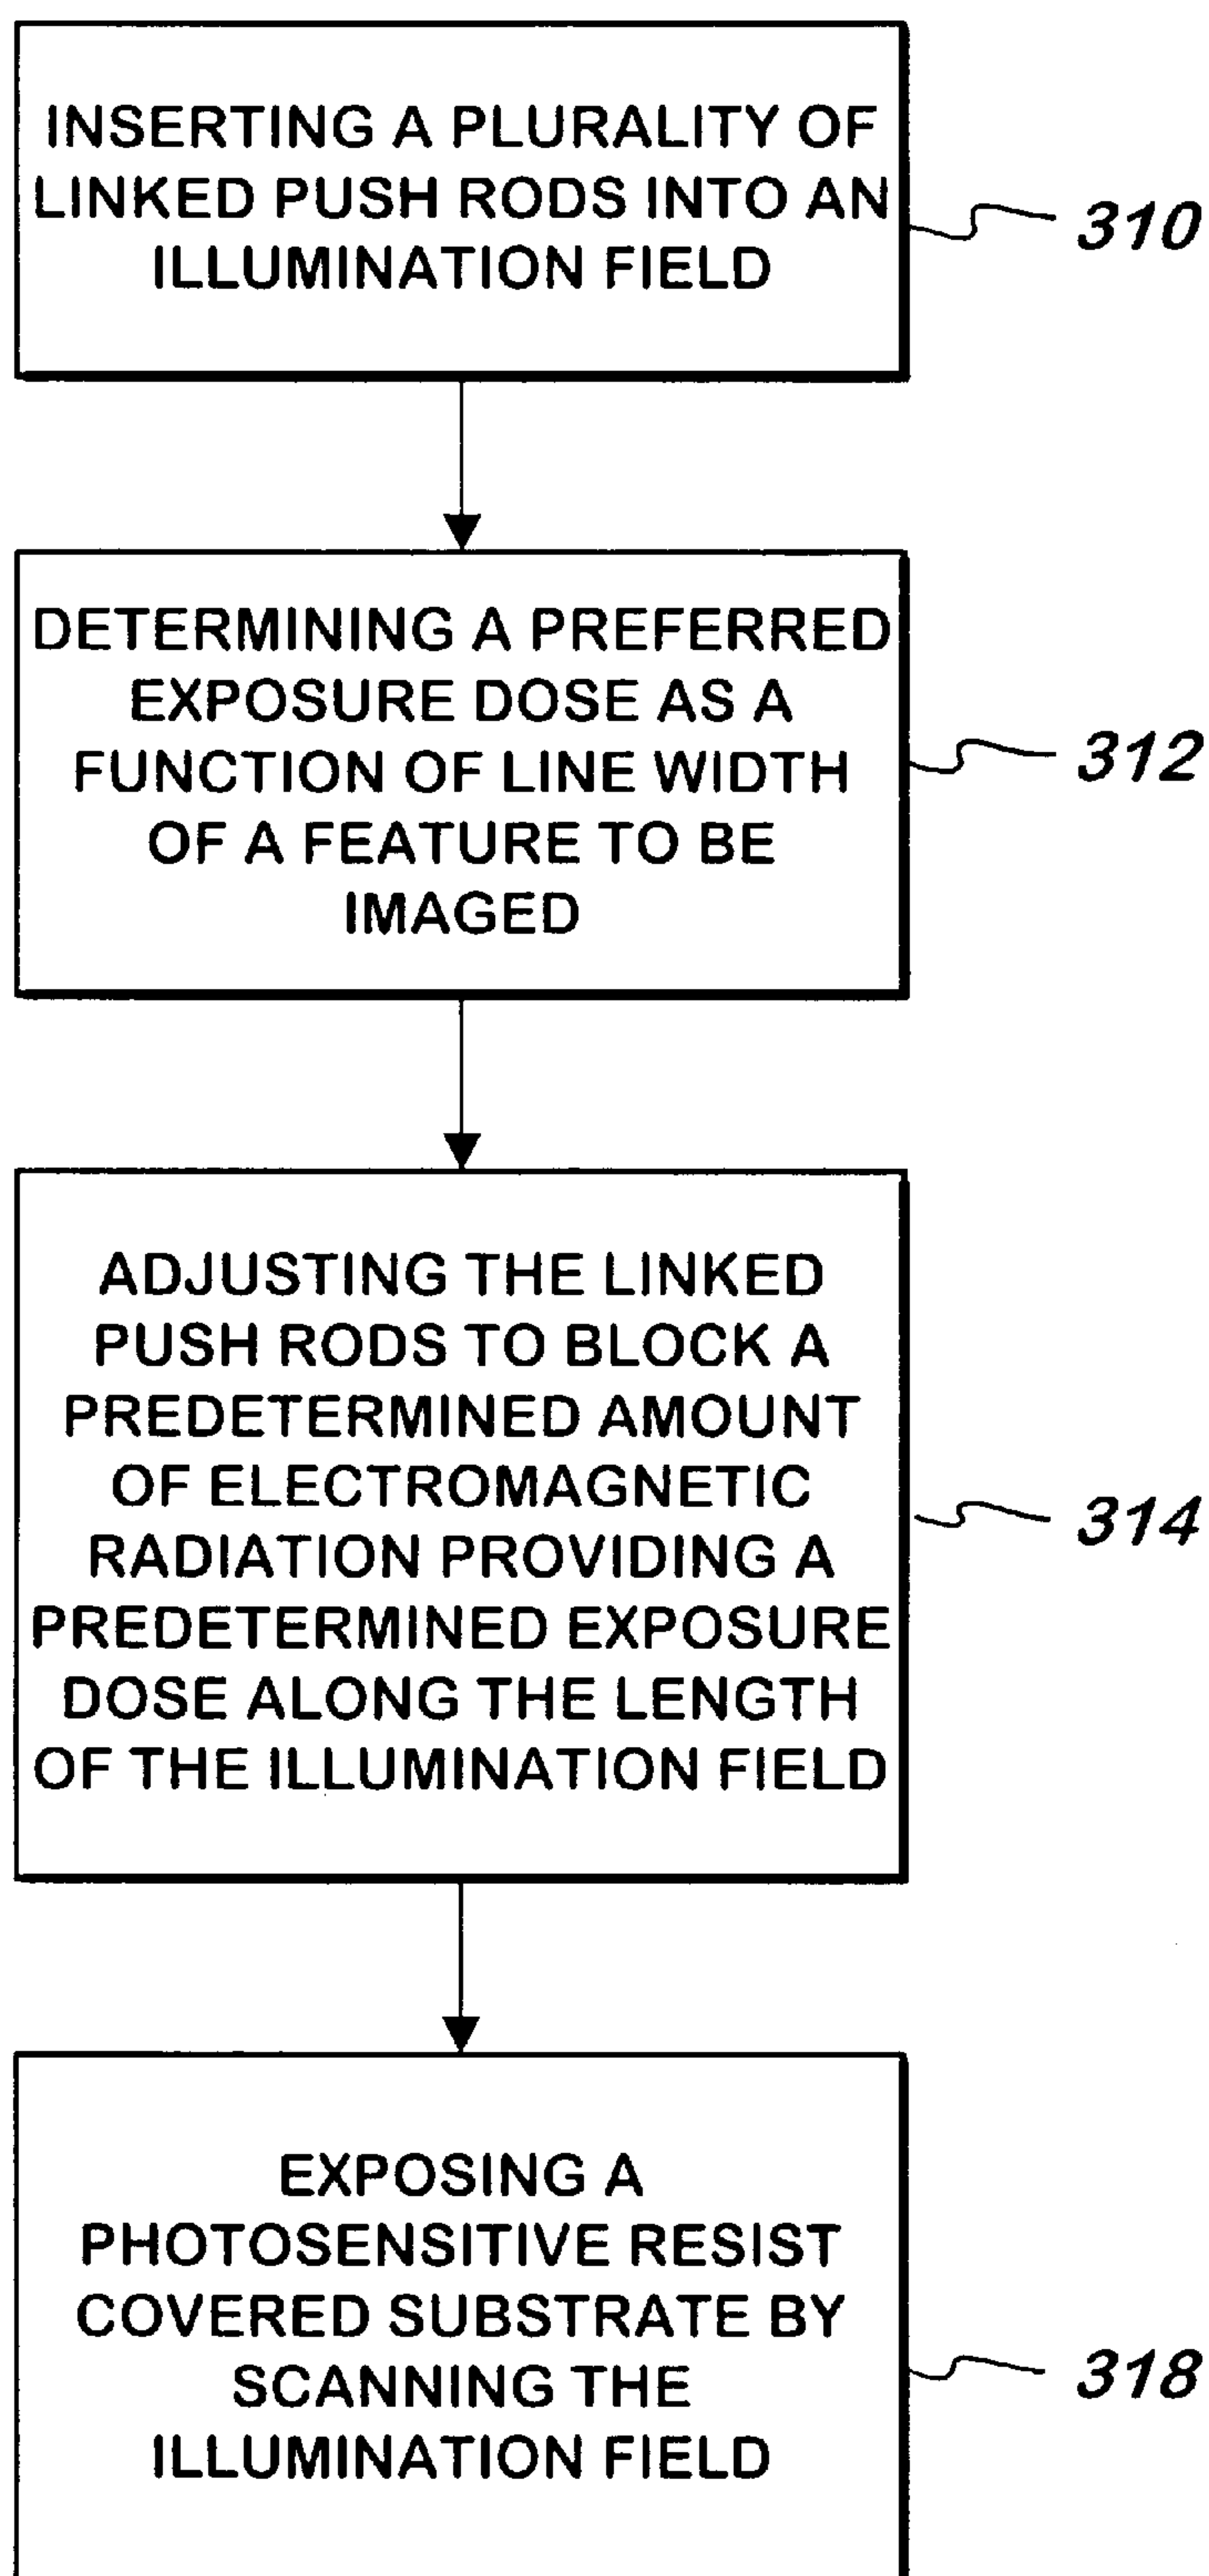 INSERTING A PLURALITY OF
LINKED PUSH RODS INTO AN
ILLUMINATION FIELD
310
DETERMINING A PREFERRED
EXPOSURE DOSE AS A
FUNCTION OF LINE WIDTH
OF A FEATURE TO BE
IMAGED
312
ADJUSTING THE LINKED
PUSH RODS TO BLOCK A
PREDETERMINED AMOUNT
OF ELECTROMAGNETIC
RADIATION PROVIDING A
PREDETERMINED EXPOSURE
DOSE ALONG THE LENGTH
OF THE ILLUMINATION FIELD
314
EXPOSING A
PHOTOSENSITIVE RESIST
COVERED SUBSTRATE BY
SCANNING THE
ILLUMINATION FIELD
318